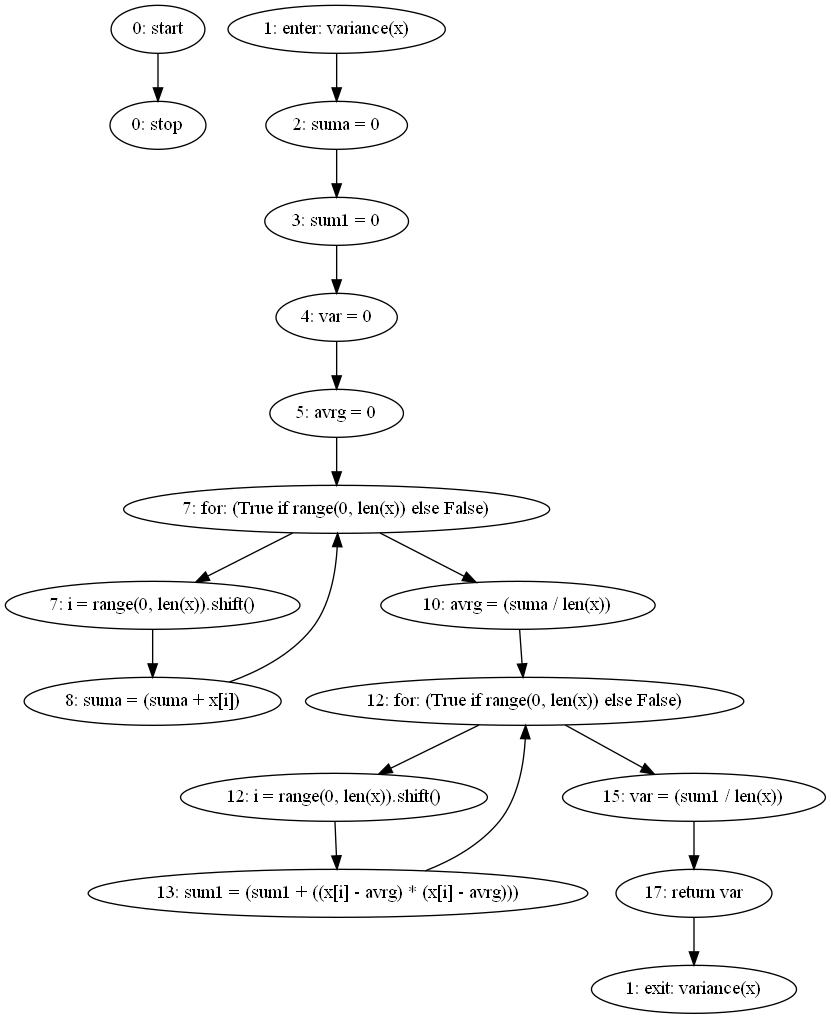 0: start
1: enter: variance(x)
0: stop
2: suma = 0
3: sum1 = 0
4: var = 0
5: avrg = 0
7: for: (True if range(0, len(x)) else False)
7: i = range(0, len(x)).shift()
10: avrg = (suma / len(x))
8: suma = (suma + x[i])
12: for: (True if range(0, len(x)) else False)
12: i = range(0, len(x)).shift()
15: var = (sum1 / len(x))
13: sum1 = (sum1 + ((x[i] - avrg) * (x[i] - avrg)))
17: return var
1: exit: variance(x)